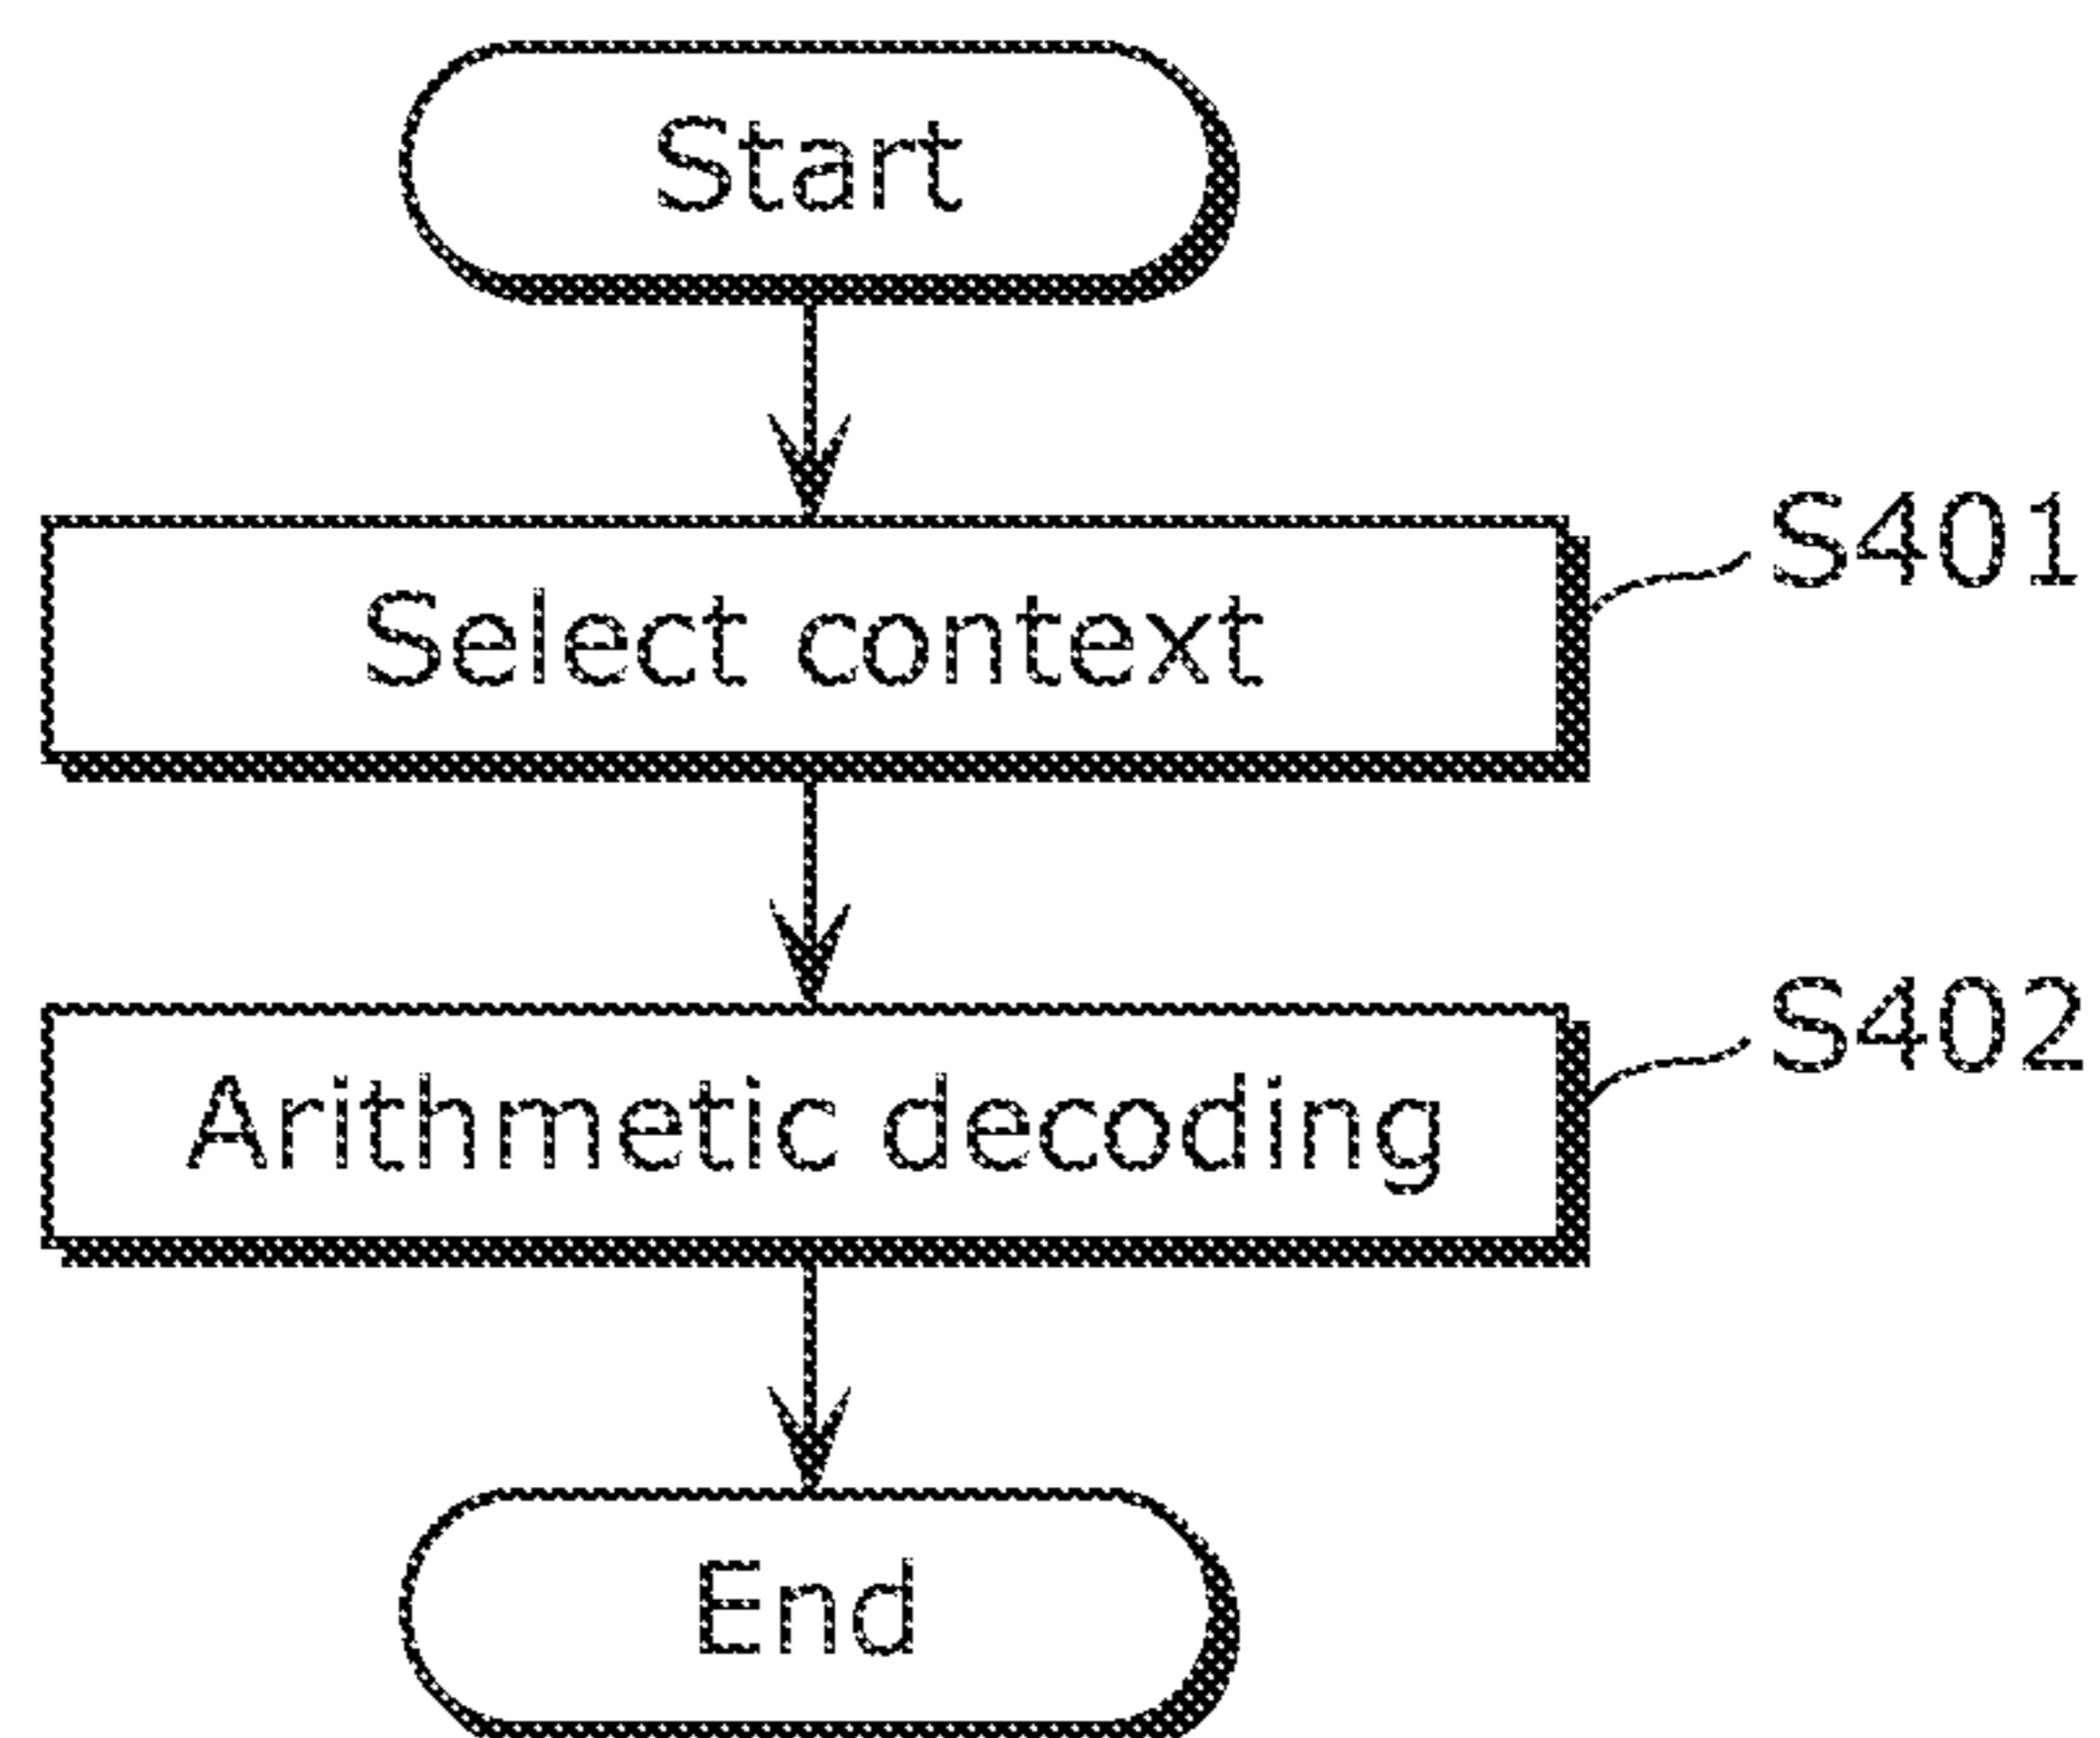 Start
S401
Select context
S402
Arithmetic decoding
End